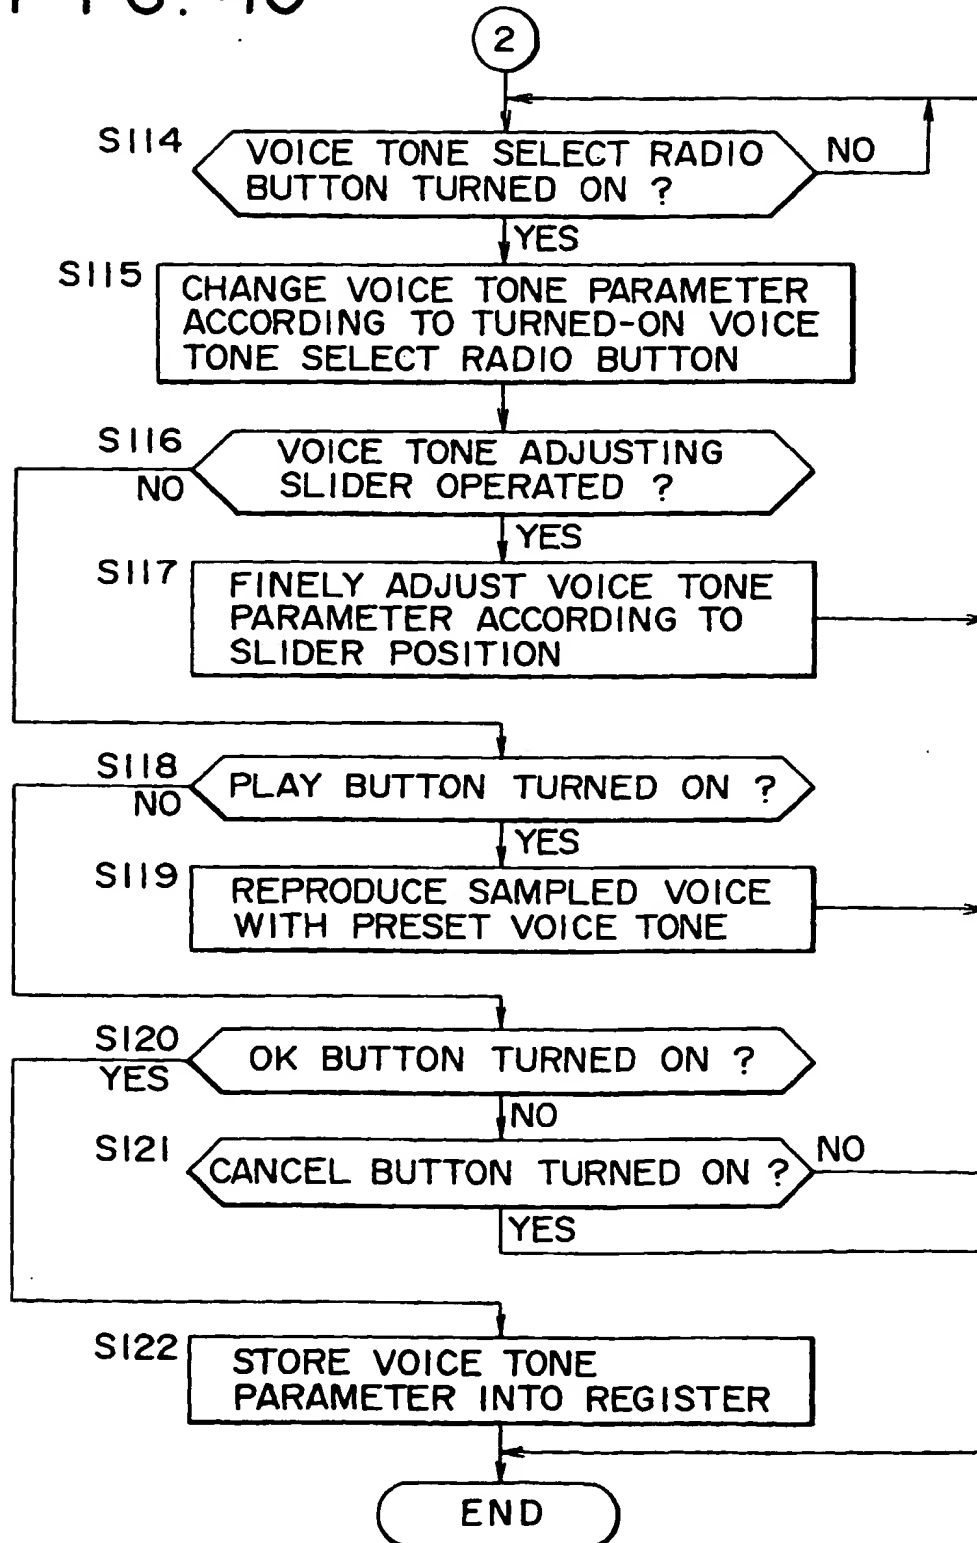 2
S114
VOICE TONE SELECT RADIO
BUTTON TURNED ON ?
NO
YES
S115
CHANGE VOICE TONE PARAMETER
ACCORDING TO TURNED-ON VOICE
TONE SELECT RADIO BUTTON
S116
NO
VOICE TONE ADJUSTING
SLIDER OPERATED ?
YES
S117
FINELY ADJUST VOICE TONE
PARAMETER ACCORDING TO
SLIDER POSITION
S118
NO
PLAY BUTTON TURNED ON ?
YES
S119
REPRODUCE SAMPLED VOICE
WITH PRESET VOICE TONE
S120
YES
OK BUTTON TURNED ON ?
NO
S121
CANCEL BUTTON TURNED ON ?
NO
YES
S122
STORE VOICE TONE
PARAMETER INTO REGISTER
END